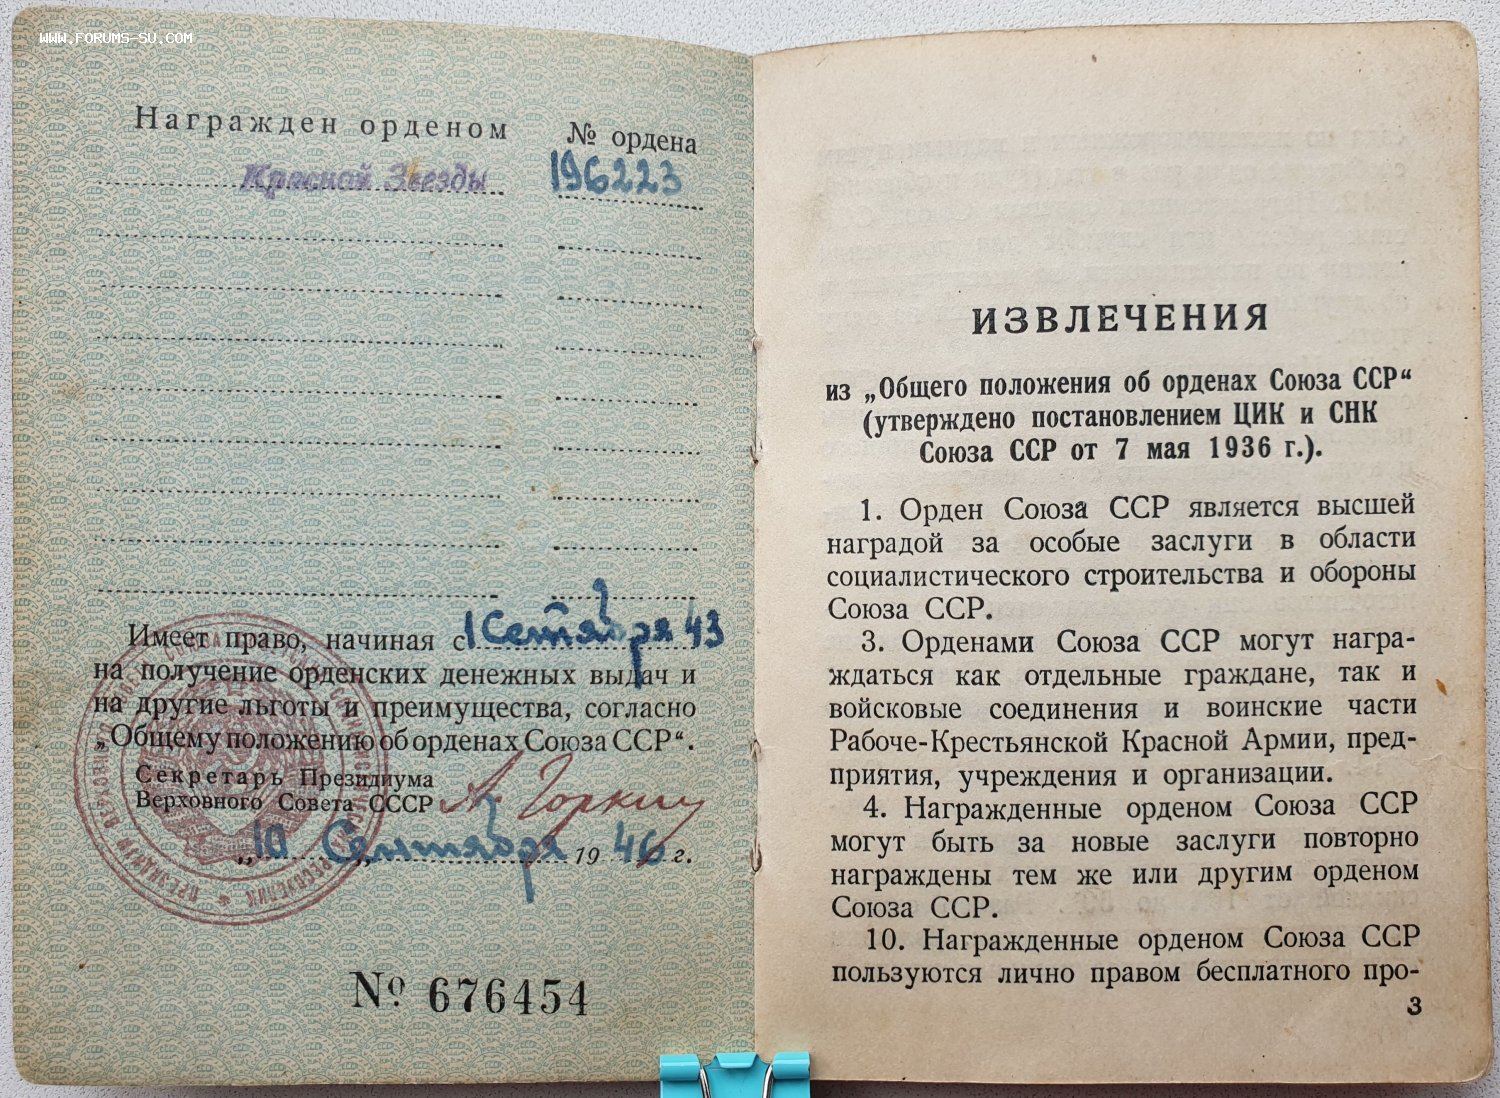 WWW.FORUMS-SU.COM
Награжден орденом
№ ордена
Красной Звезды
196223
Имеет право, начиная с 1 Сентября 43
на получение орденских денежных выдач и
на другие льготы и преимущества, согласно
„Общему положению об орденах Союза ССР“.
Секретарь Президиума
Верховного Совета СССР А. Горкин
„10 Сентября 1946 г.
№ 676454
ИЗВЛЕЧЕНИЯ
из „Общего положения об орденах Союза ССР“
(утверждено постановлением ЦИК и СНК
Союза ССР от 7 мая 1936 г.).
1. Орден Союза ССР является высшей
наградой за особые заслуги в области
социалистического строительства и обороны
Союза ССР.
3. Орденами Союза ССР могут награ-
ждаться как отдельные граждане, так и
войсковые соединения и воинские части
Рабоче-Крестьянской Красной Армии, пред-
приятия, учреждения и организации.
4. Награжденные орденом Союза ССР
могут быть за новые заслуги повторно
награждены тем же или другим орденом
Союза ССР.
10. Награжденные орденом Союза ССР
пользуются лично правом бесплатного про-
3